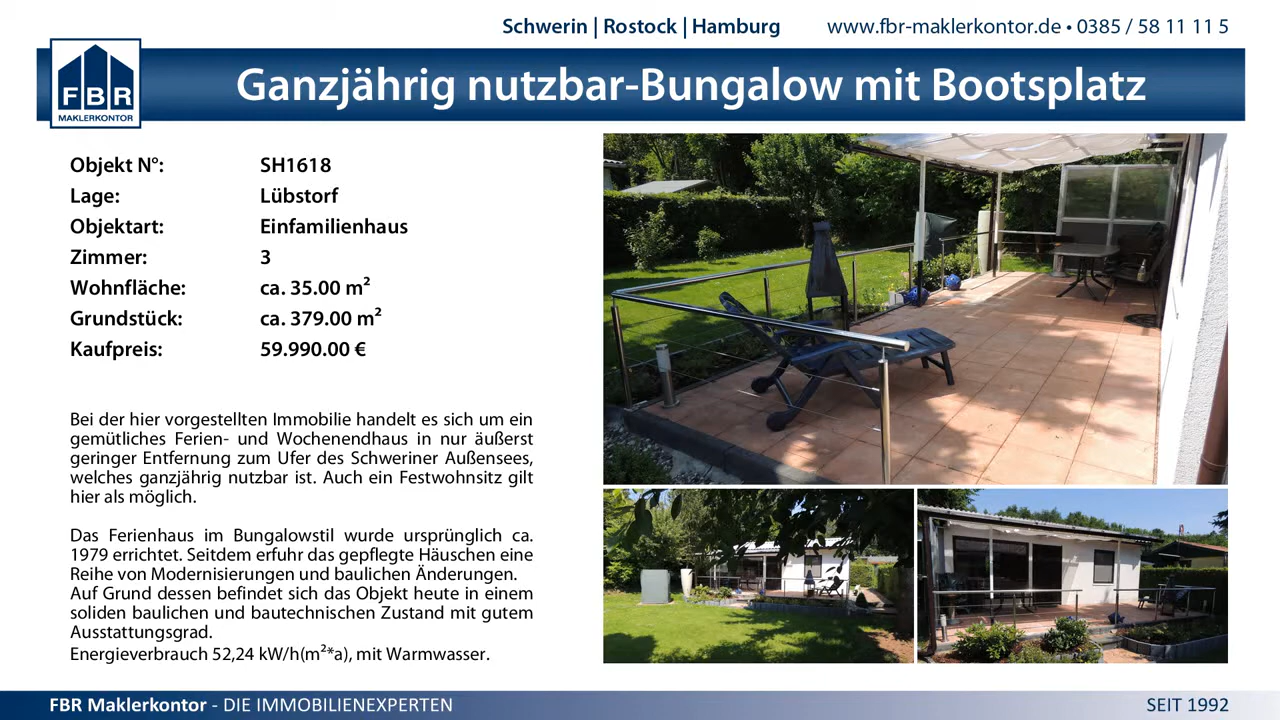 Schwerin | Rostock | Hamburg www.fbr-maklerkontor.de • 0385 / 58 11 11 5
FBR
MAKLERKONTOR
Ganzjährig nutzbar-Bungalow mit Bootsplatz
Objekt N°: SH1618
Lage: Lübstorf
Objektart: Einfamilienhaus
Zimmer: 3
Wohnfläche: ca. 35.00 m²
Grundstück: ca. 379.00 m²
Kaufpreis: 59.990.00 €
Bei der hier vorgestellten Immobilie handelt es sich um ein
gemütliches Ferien- und Wochenendhaus in nur äußerst
geringer Entfernung zum Ufer des Schweriner Außensees,
welches ganzjährig nutzbar ist. Auch ein Festwohnsitz gilt
hier als möglich.
Das Ferienhaus im Bungalowstil wurde ursprünglich ca.
1979 errichtet. Seitdem erfuhr das gepflegte Häuschen eine
Reihe von Modernisierungen und baulichen Änderungen.
Auf Grund dessen befindet sich das Objekt heute in einem
soliden baulichen und bautechnischen Zustand mit gutem
Ausstattungsgrad.
Energieverbrauch 52,24 kW/h(m²*a), mit Warmwasser.
FBR Maklerkontor - DIE IMMOBILIENEXPERTEN SEIT 1992